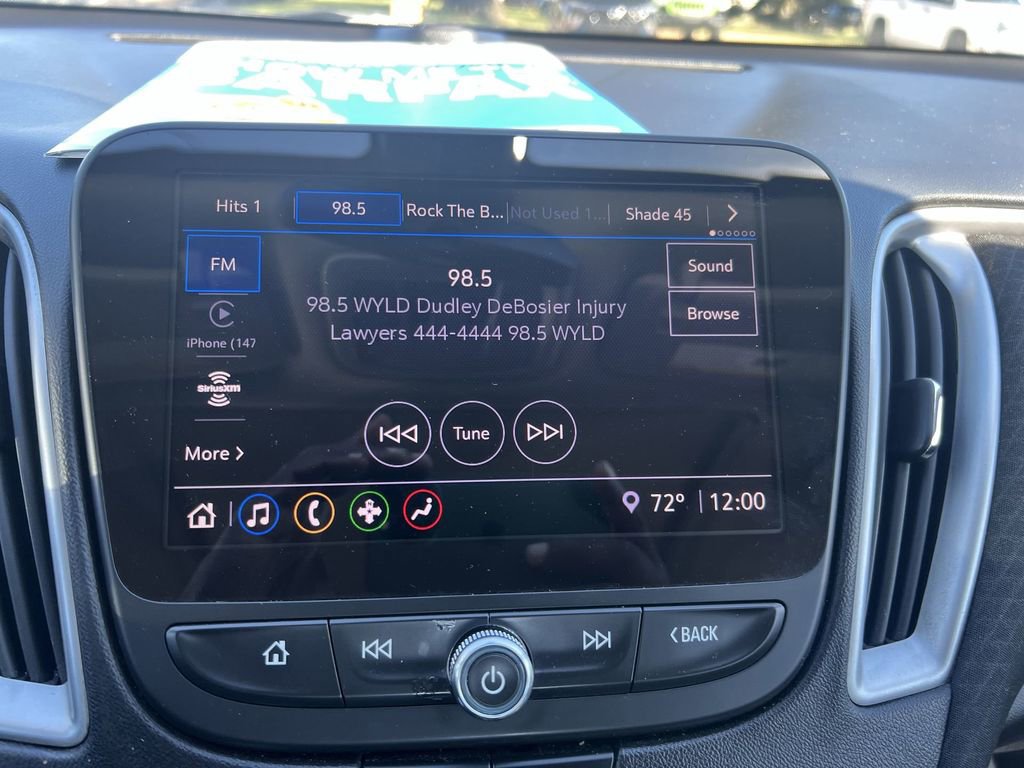 Hits 1
98.5
Rock The B...
Not Used 1...
Shade 45
FM
98.5
Sound
98.5 WYLD Dudley DeBosier Injury
Lawyers 444-4444 98.5 WYLD
Browse
iPhone (147
SiriusXM
More
Tune
72° 12:00
BACK